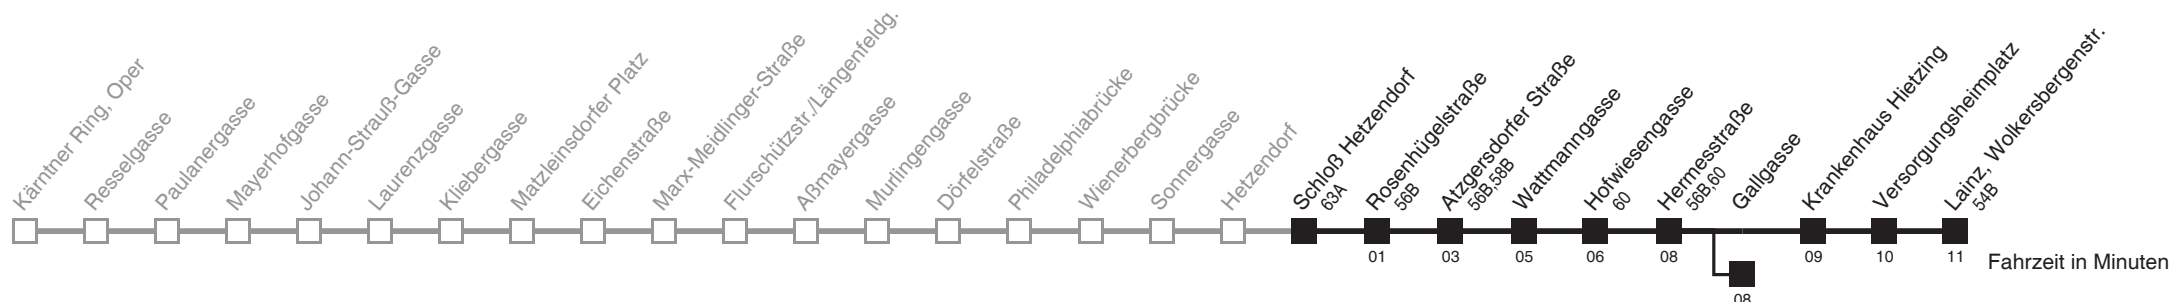 Kärntner Ring, Oper
Resselgasse
Paulanergasse
Mayerhofgasse
Johann-Strauß-Gasse
Laurenzgasse
Kliebergasse
Matzleinsdorfer Platz
Eichenstraße
Marx-Meidlinger-Straße
Flurschützstr./Längenfeldg.
Aßmayergasse
Murlingengasse
Dörfelstraße
Philadelphiabrücke
Wienerbergbrücke
Sonnergasse
Hetzendorf
Schloß Hetzendorf
63A
Rosenhügelstraße
56B
Atzgersdorfer Straße
56B,58B
Wattmanngasse
Hofwiesengasse
60
Hermesstraße
56B,60
Gallgasse
Krankenhaus Hietzing
Versorgungsheimplatz
Lainz, Wolkersbergenstr.
54B
01
03
05
06
08
09
10
11
Fahrzeit in Minuten
08